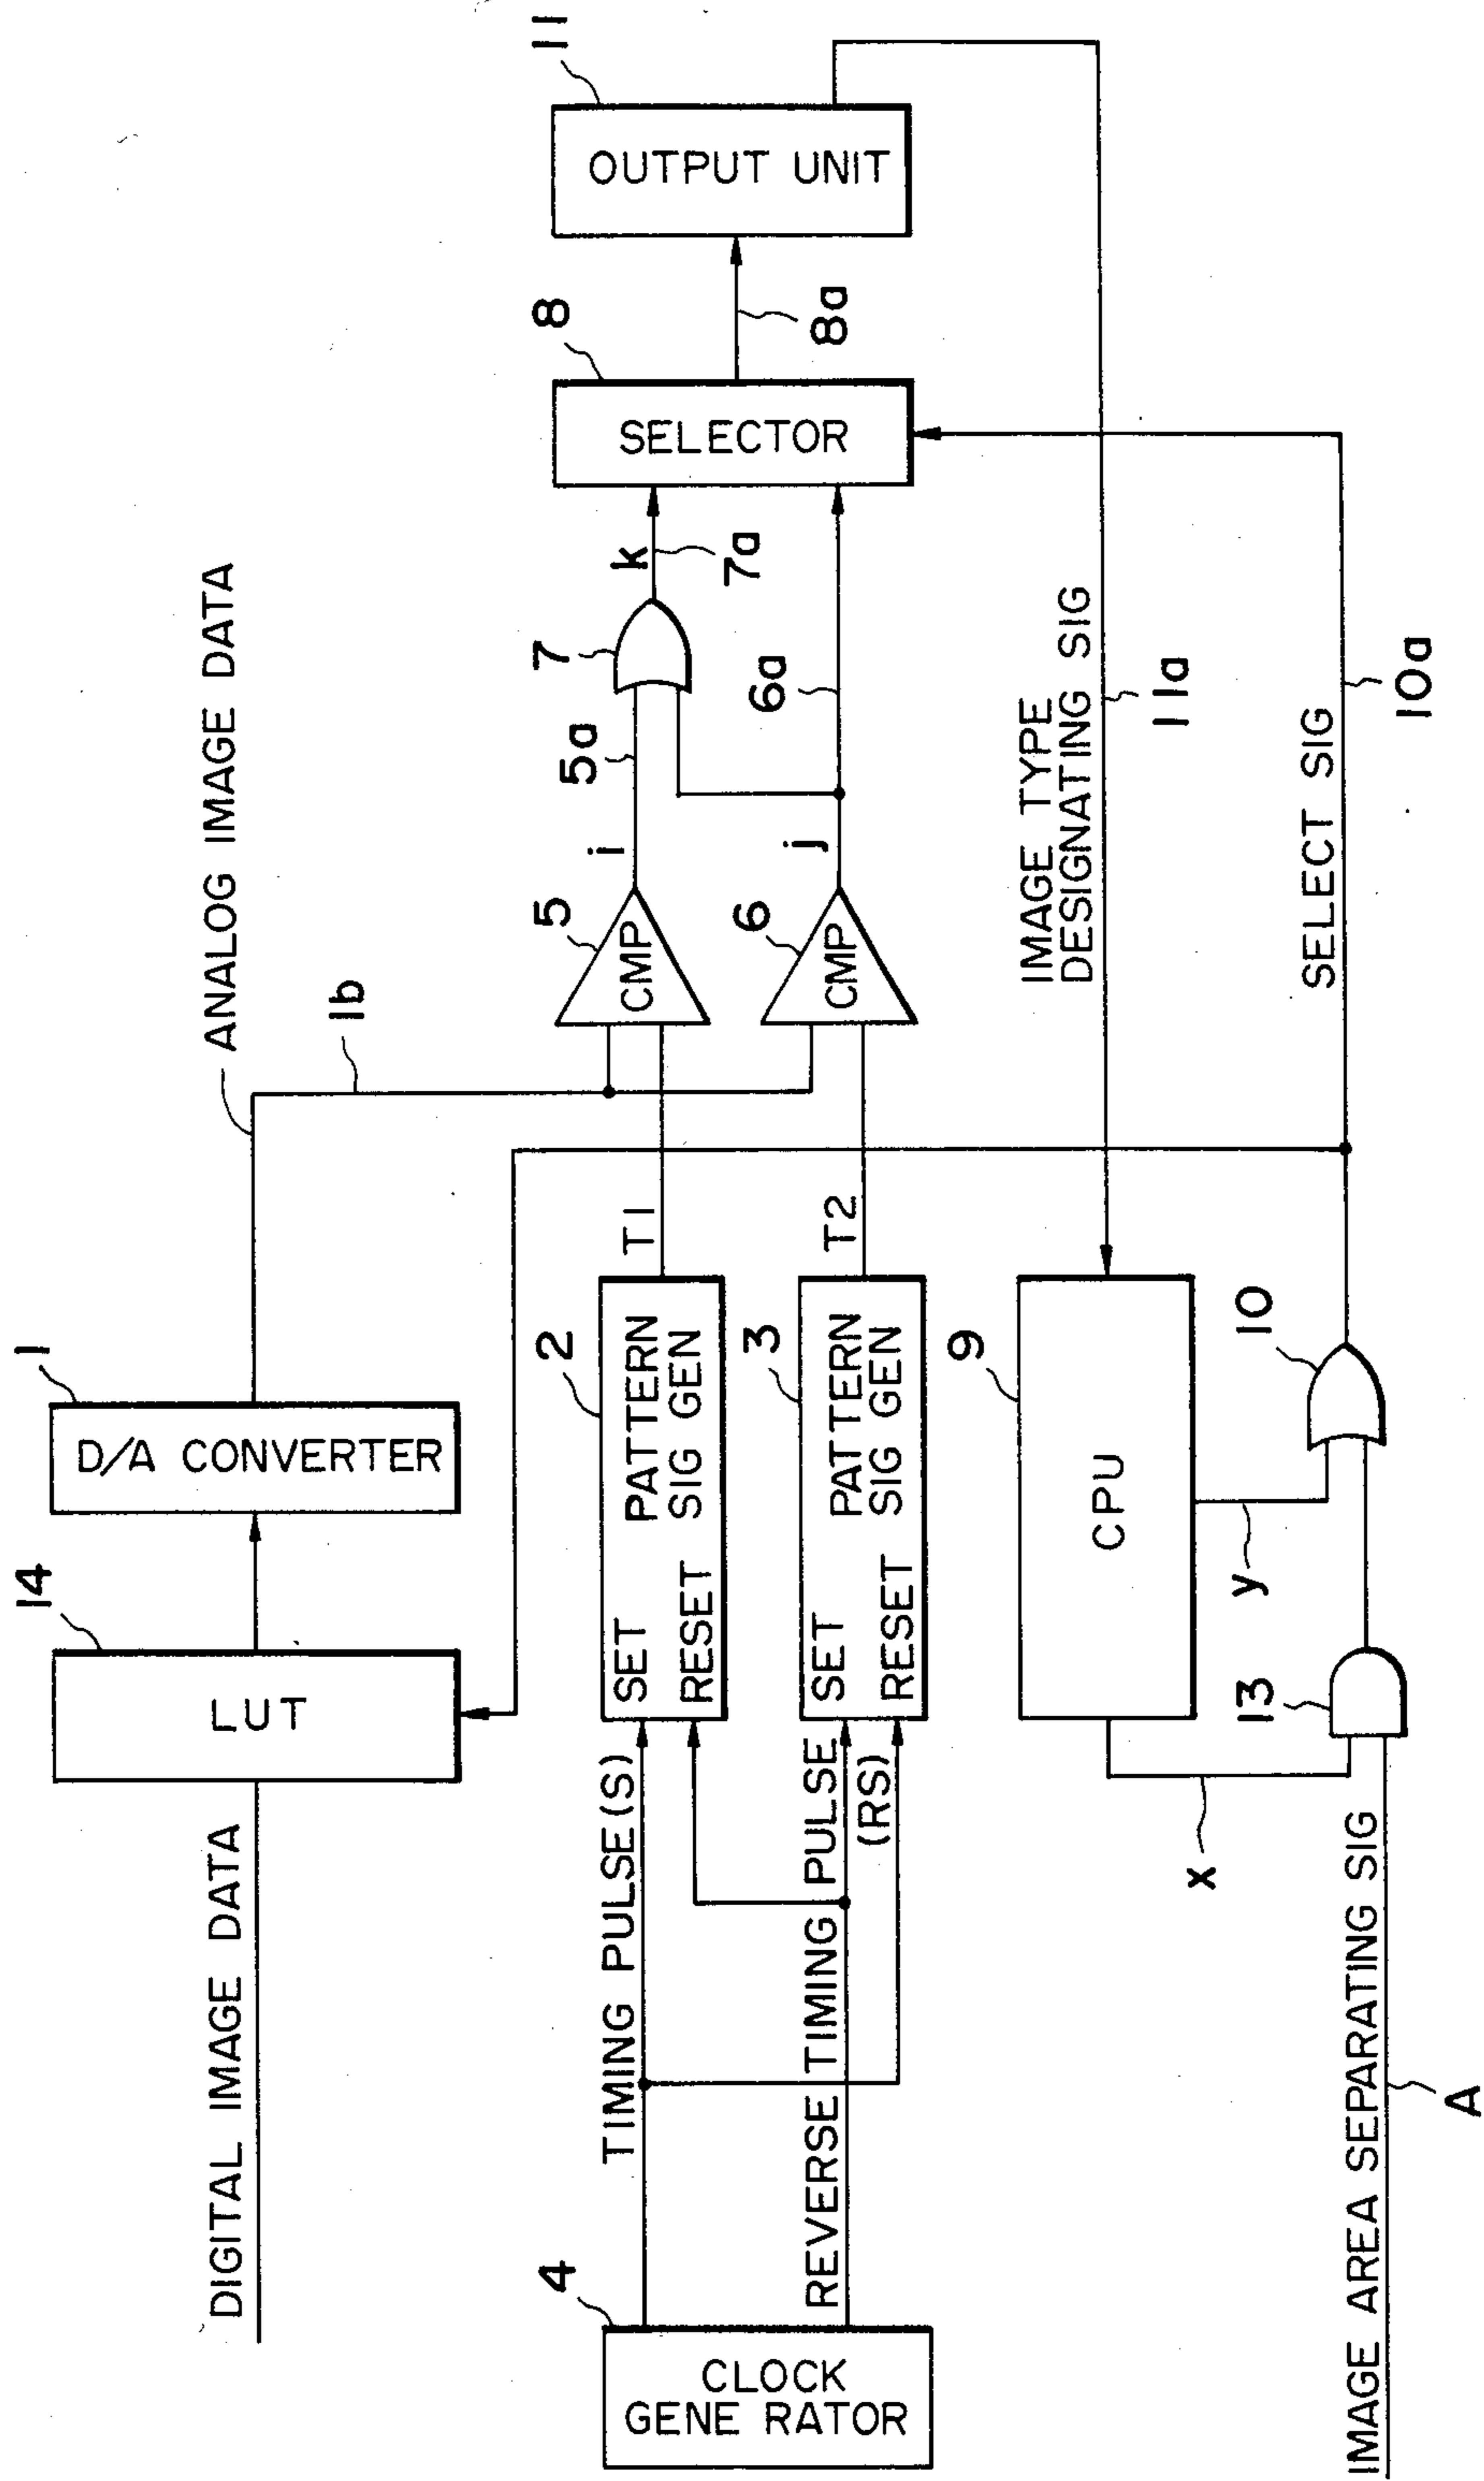 DIGITAL IMAGE DATA
14
LUT
1
D/A CONVERTER
ANALOG IMAGE DATA
1b
4
CLOCK
GENE RATOR
TIMING PULSE(S)
REVERSE TIMING PULSE
(RS)
2
SET PATTERN
RESET SIG GEN
T1
3
SET PATTERN
RESET SIG GEN
T2
5
CMP
i
5a
6
CMP
j
6a
7
k
7a
8
SELECTOR
8a
11
OUTPUT UNIT
IMAGE TYPE
DESIGNATING SIG
11a
9
CPU
x
y
13
10
SELECT SIG
10a
IMAGE AREA SEPARATING SIG
A